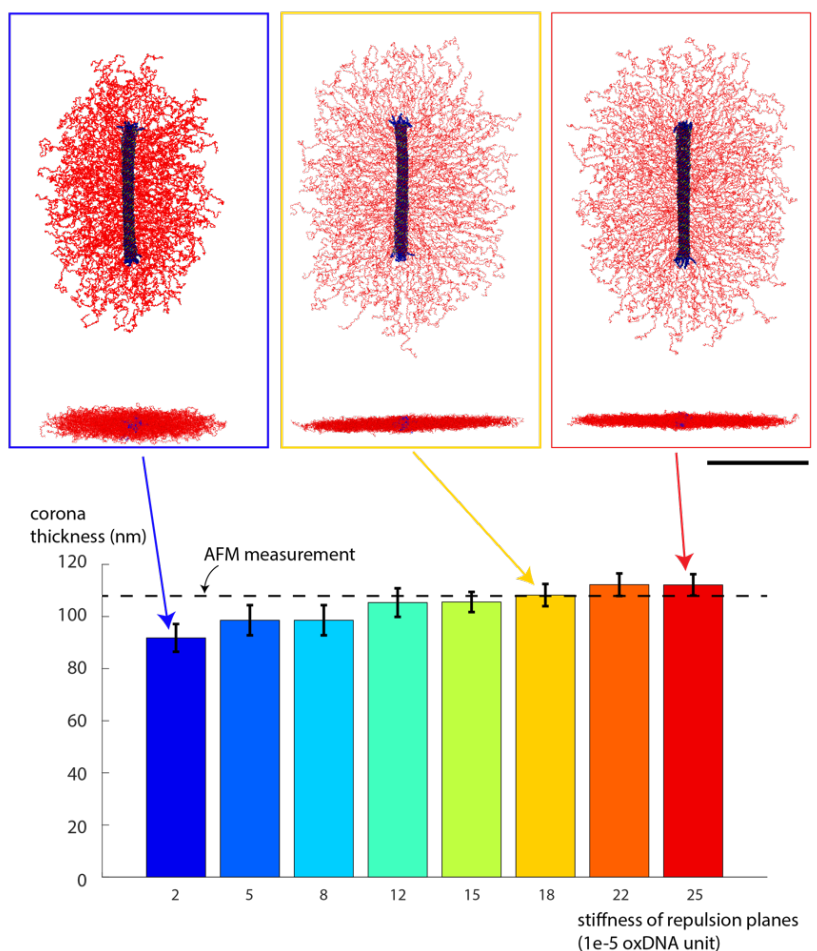 corona
thickness (nm)
AFM measurement
120
100
80
60
40
20
0
2 5 8 12 15 18 22 25
stiffness of repulsion planes
(1e-5 oxDNA unit)